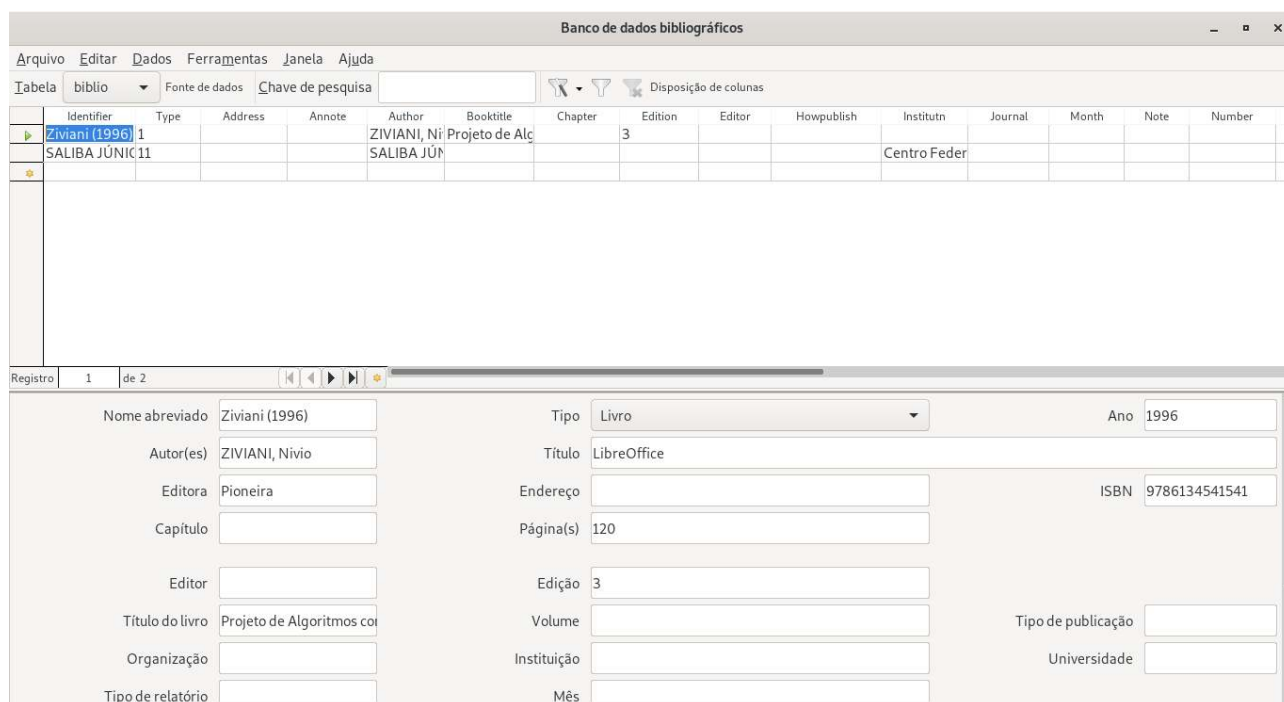 Banco de dados bibliográficos
Arquivo Editar Dados Ferramentas Janela Ajuda
Tabela biblio Fonte de dados Chave de pesquisa Disposição de colunas
Identifier Type Address Annote Author Booktitle Chapter Edition Editor Howpublish Institutn Journal Month Note Number
Ziviani (1996) 1 ZIVIANI, Ni Projeto de Alg 3
SALIBA JÚNIC 11 SALIBA JÚN Centro Feder
Registro 1 de 2
Nome abreviado Ziviani (1996) Tipo Livro Ano 1996
Autor(es) ZIVIANI, Nivio Título LibreOffice
Editora Pioneira Endereço ISBN 9786134541541
Capítulo Página(s) 120
Editor Edição 3
Título do livro Projeto de Algoritmos co Volume Tipo de publicação
Organização Instituição Universidade
Tipo de relatório Mês